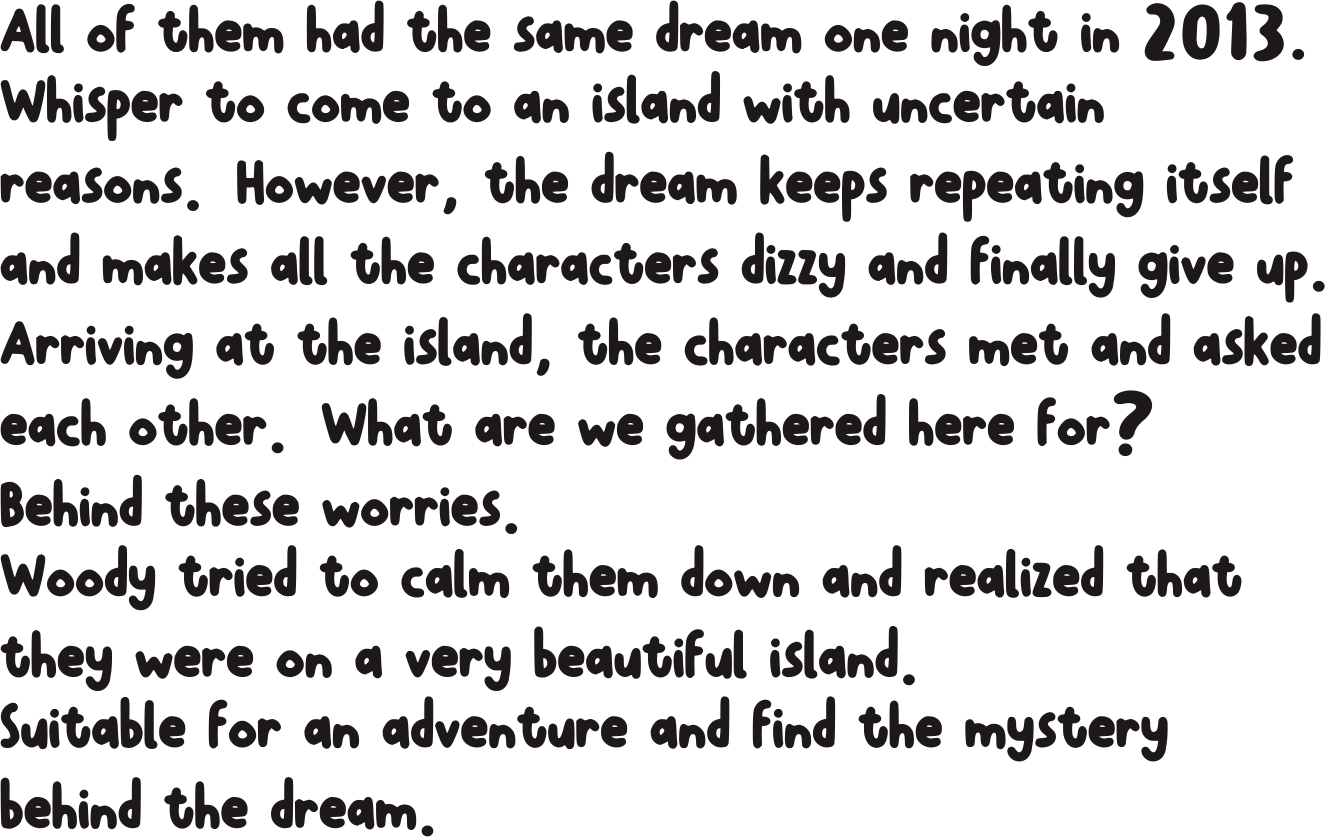 All of them had the same dream one night in 2013.
Whisper to come to an island with uncertain
reasons. However, the dream keeps repeating itself
and makes all the characters dizzy and finally give up.
Arriving at the island, the characters met and asked
each other. What are we gathered here for?
Behind these worries.
Woody tried to calm them down and realized that
they were on a very beautiful island.
Suitable for an adventure and find the mystery
behind the dream.